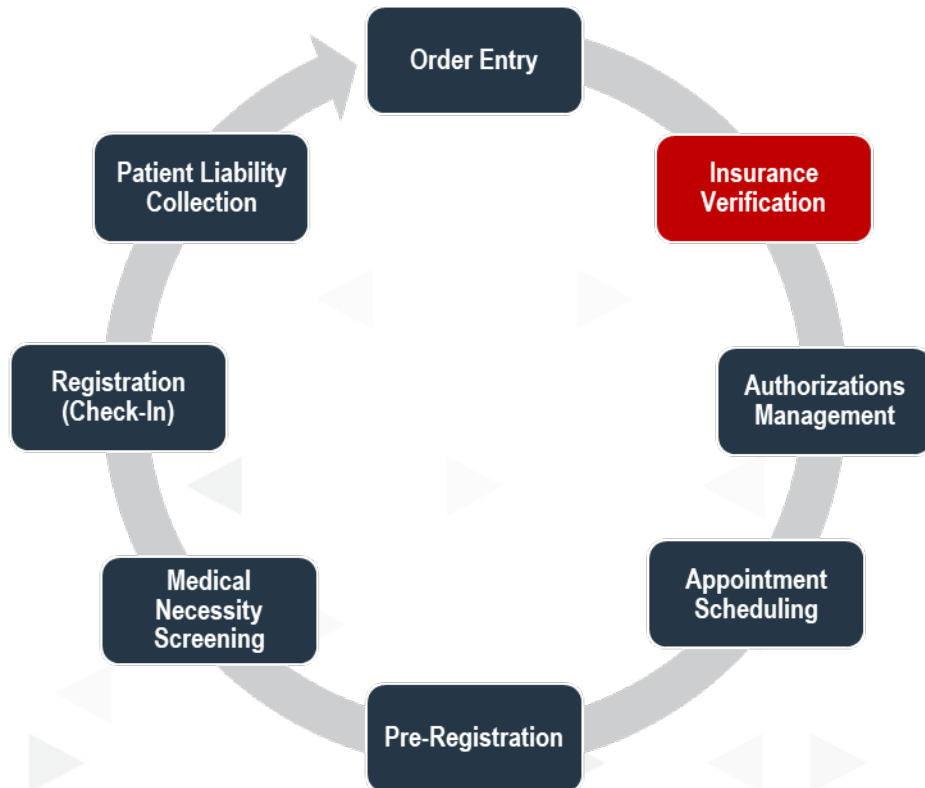 Order Entry
Insurance
Verification
Authorizations
Management
Appointment
Scheduling
Pre-Registration
Medical
Necessity
Screening
Registration
(Check-In)
Patient Liability
Collection